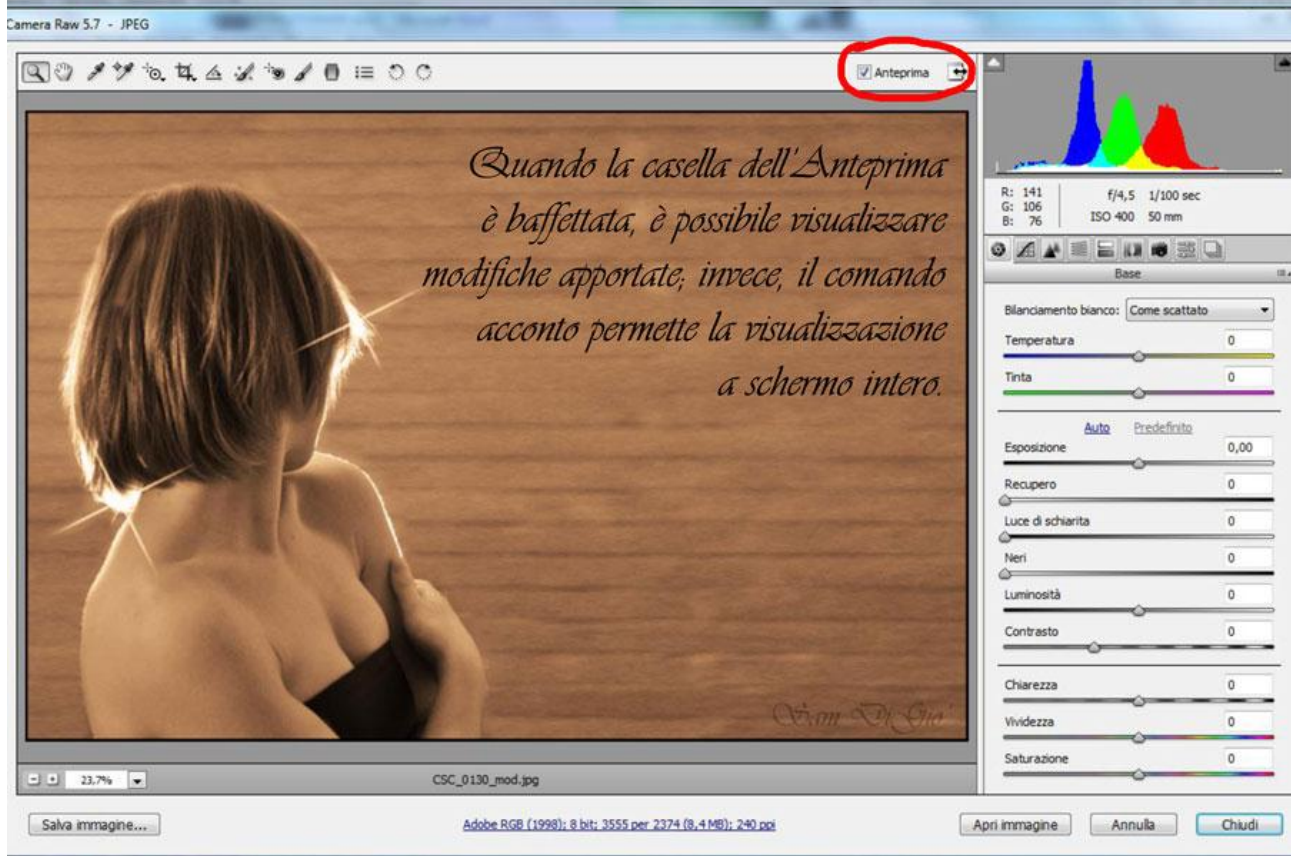 Camera Raw 5.7 - JPEG
Anteprima
Quando la casella dell'Anteprima
è baffettata, è possibile visualizzare
modifiche apportate; invece, il comando
acconto permette la visualizzazione
a schermo intero.
Sam Di Gio'
R: 141
G: 106
B: 76
f/4,5 1/100 sec
ISO 400 50 mm
Base
Bilanciamento bianco: Come scattato
Temperatura 0
Tinta 0
Auto Predefinito
Esposizione 0,00
Recupero 0
Luce di schiarita 0
Neri 0
Luminosità 0
Contrasto 0
Chiarezza 0
Vividezza 0
Saturazione 0
23,7% CSC_0130_mod.jpg
Salva immagine... Adobe RGB (1998); 8 bit; 3555 per 2374 (8,4 MB); 240 ppi Apri immagine Annulla Chiudi